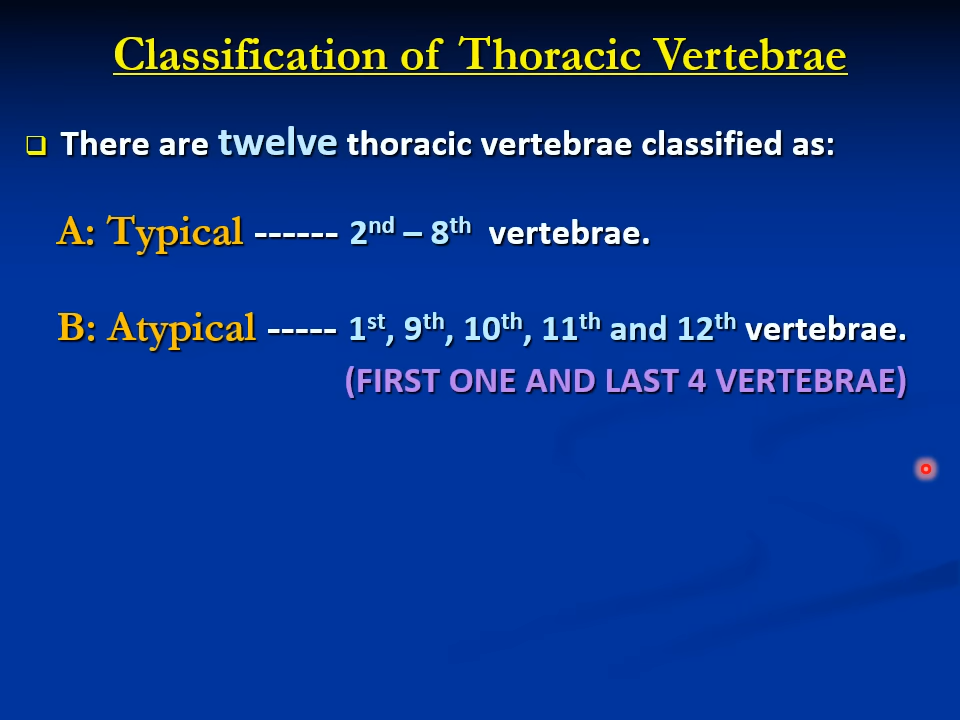 Classification of Thoracic Vertebrae
There are twelve thoracic vertebrae classified as:
A: Typical ------ 2nd – 8th vertebrae.
B: Atypical ----- 1st, 9th, 10th, 11th and 12th vertebrae.
(FIRST ONE AND LAST 4 VERTEBRAE)